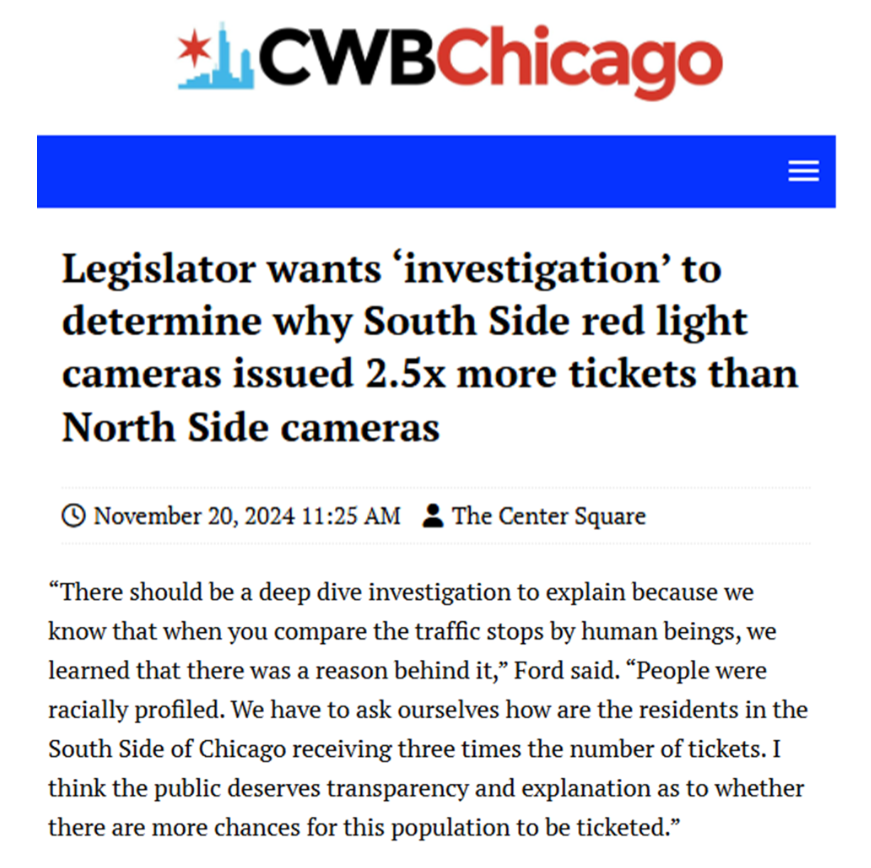 CWBChicago
Legislator wants ‘investigation’ to
determine why South Side red light
cameras issued 2.5x more tickets than
North Side cameras
November 20, 2024 11:25 AM The Center Square
“There should be a deep dive investigation to explain because we
know that when you compare the traffic stops by human beings, we
learned that there was a reason behind it,” Ford said. “People were
racially profiled. We have to ask ourselves how are the residents in the
South Side of Chicago receiving three times the number of tickets. I
think the public deserves transparency and explanation as to whether
there are more chances for this population to be ticketed.”